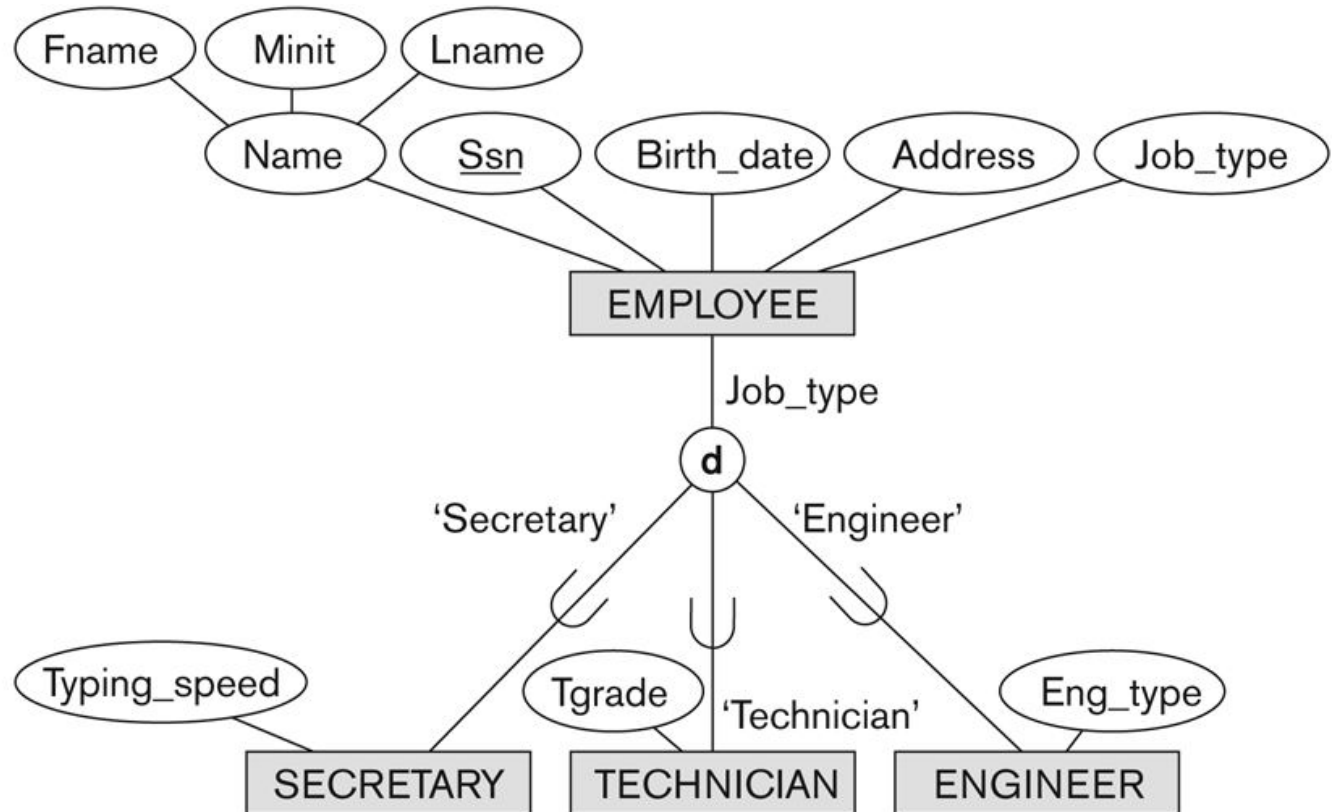 Fname Minit Lname
Name Ssn Birth_date Address Job_type
EMPLOYEE
Job_type
d
‘Secretary’ ‘Engineer’
Typing_speed Tgrade Eng_type
‘Technician’
SECRETARY TECHNICIAN ENGINEER